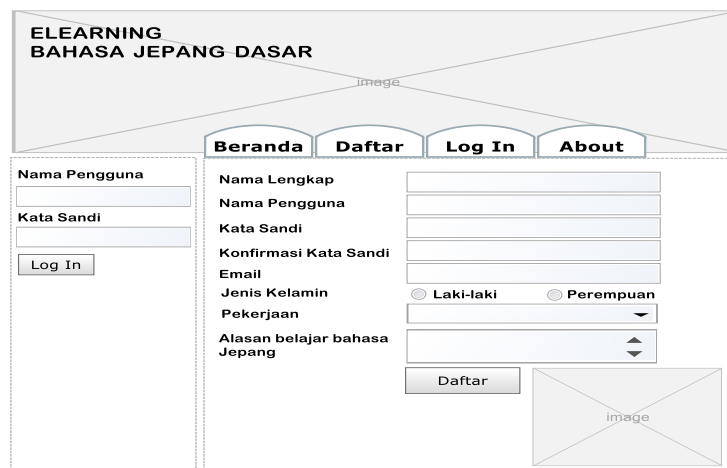 ELEARNING
BAHASA JEPANG DASAR
image
Beranda Daftar Log In About
Nama Pengguna
Kata Sandi
Log In
Nama Lengkap
Nama Pengguna
Kata Sandi
Konfirmasi Kata Sandi
Email
Jenis Kelamin Laki-laki Perempuan
Pekerjaan
Alasan belajar bahasa
Jepang
Daftar
image